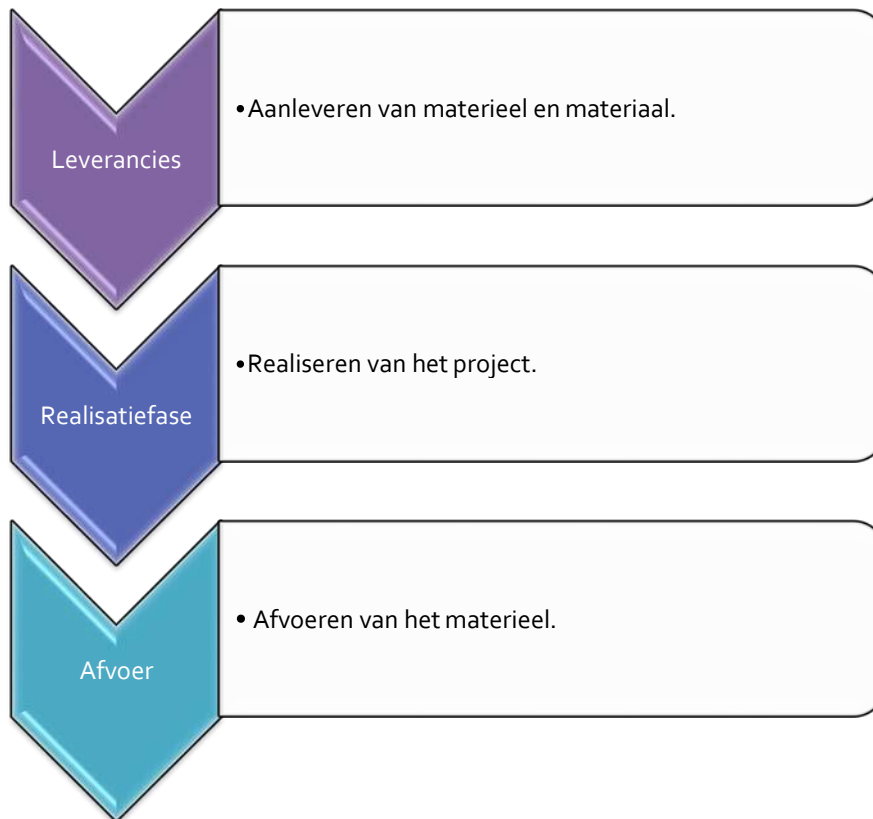 Leverancies
•Aanleveren van materieel en materiaal.
Realisatiefase
•Realiseren van het project.
Afvoer
• Afvoeren van het materieel.